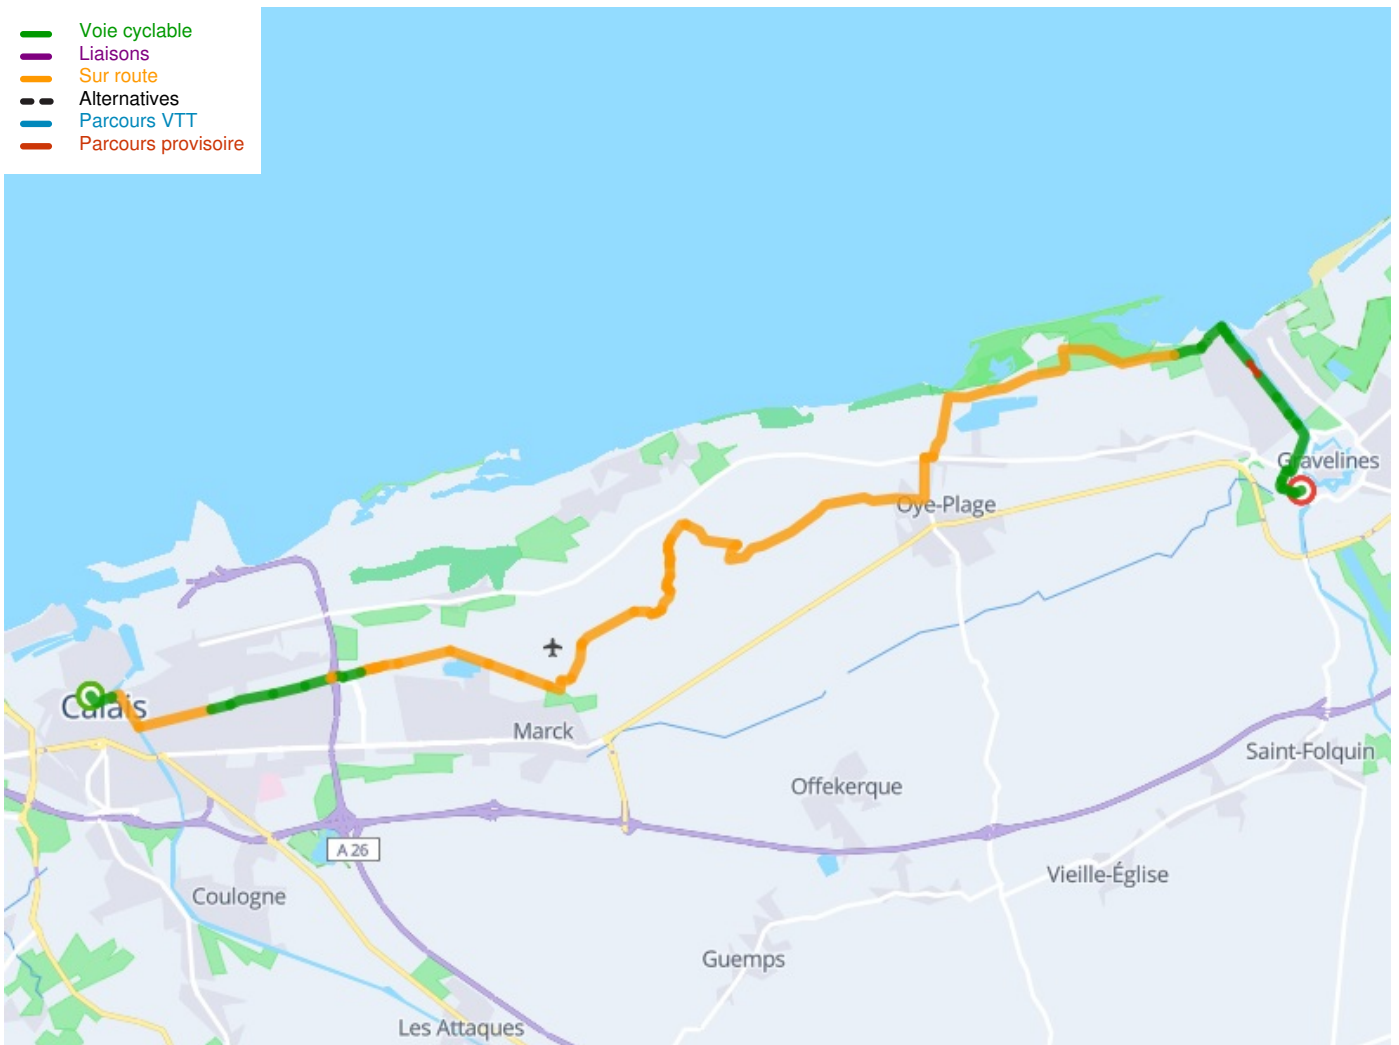 Voie cyclable
Liaisons
Sur route
Alternatives
Parcours VTT
Parcours provisoire
Gravelines
Oye-Plage
Calais
Marck
Saint-Folquin
Offekerque
A 26
Vieille-Église
Coulogne
Guemps
Les Attaques